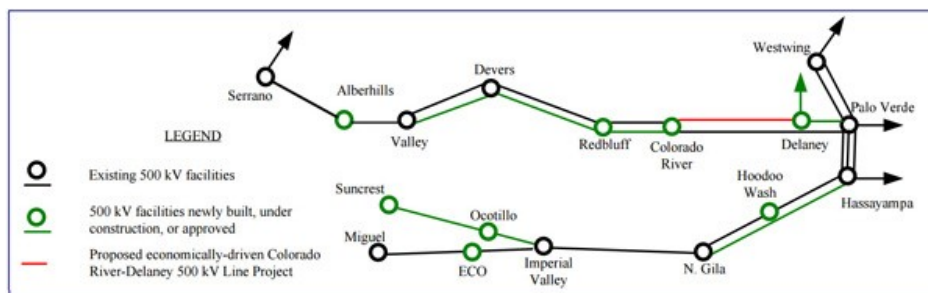 Westwing
Devers
Alberhills
Serrano
Palo Verde
LEGEND
Valley
Redbluff
Colorado
River
Delaney
Existing 500 kV facilities
Hoodoo
Wash
Suncrest
Hassayampa
500 kV facilities newly built, under
construction, or approved
Ocotillo
Miguel
Proposed economically-driven Colorado
River-Delaney 500 kV Line Project
ECO
Imperial
Valley
N. Gila